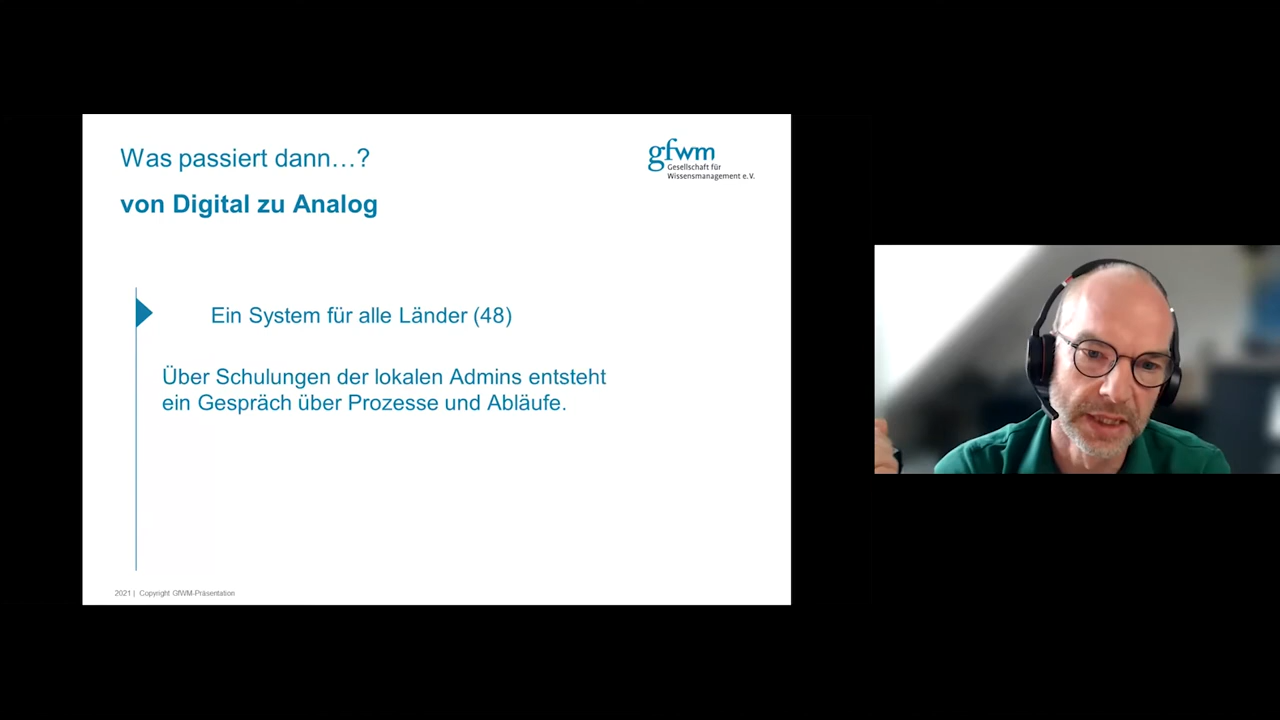 Was passiert dann…?
von Digital zu Analog
gfwm
Gesellschaft für
Wissensmanagement e.V.
Ein System für alle Länder (48)
Über Schulungen der lokalen Admins entsteht
ein Gespräch über Prozesse und Abläufe.
2021 | Copyright GfWM-Präsentation